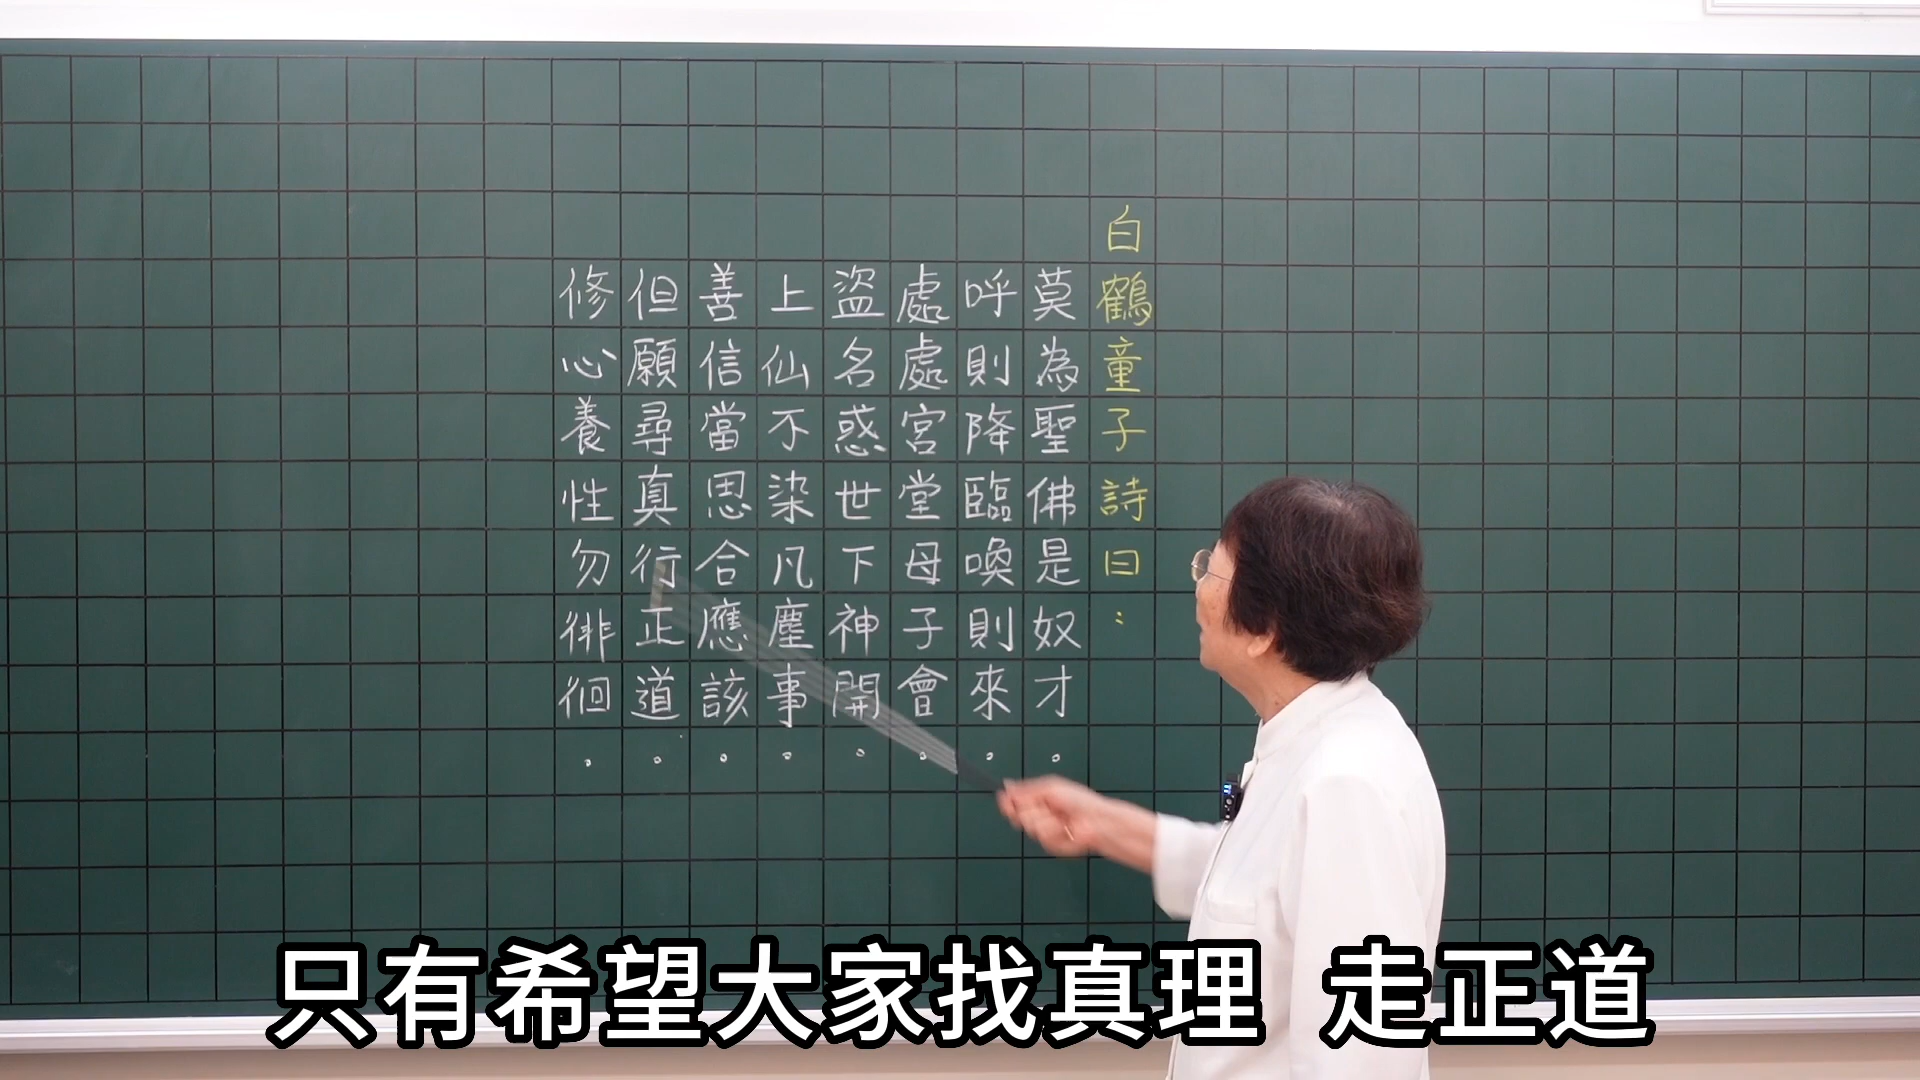 白鶴童子詩曰：
莫為聖佛是奴才。
呼則降臨喚則來。
處處宮堂母子會。
盜名惑世下神開。
上仙不染凡塵事。
善信當思合應該。
但願尋真行正道。
修心養性勿徘徊。
只有希望大家找真理 走正道